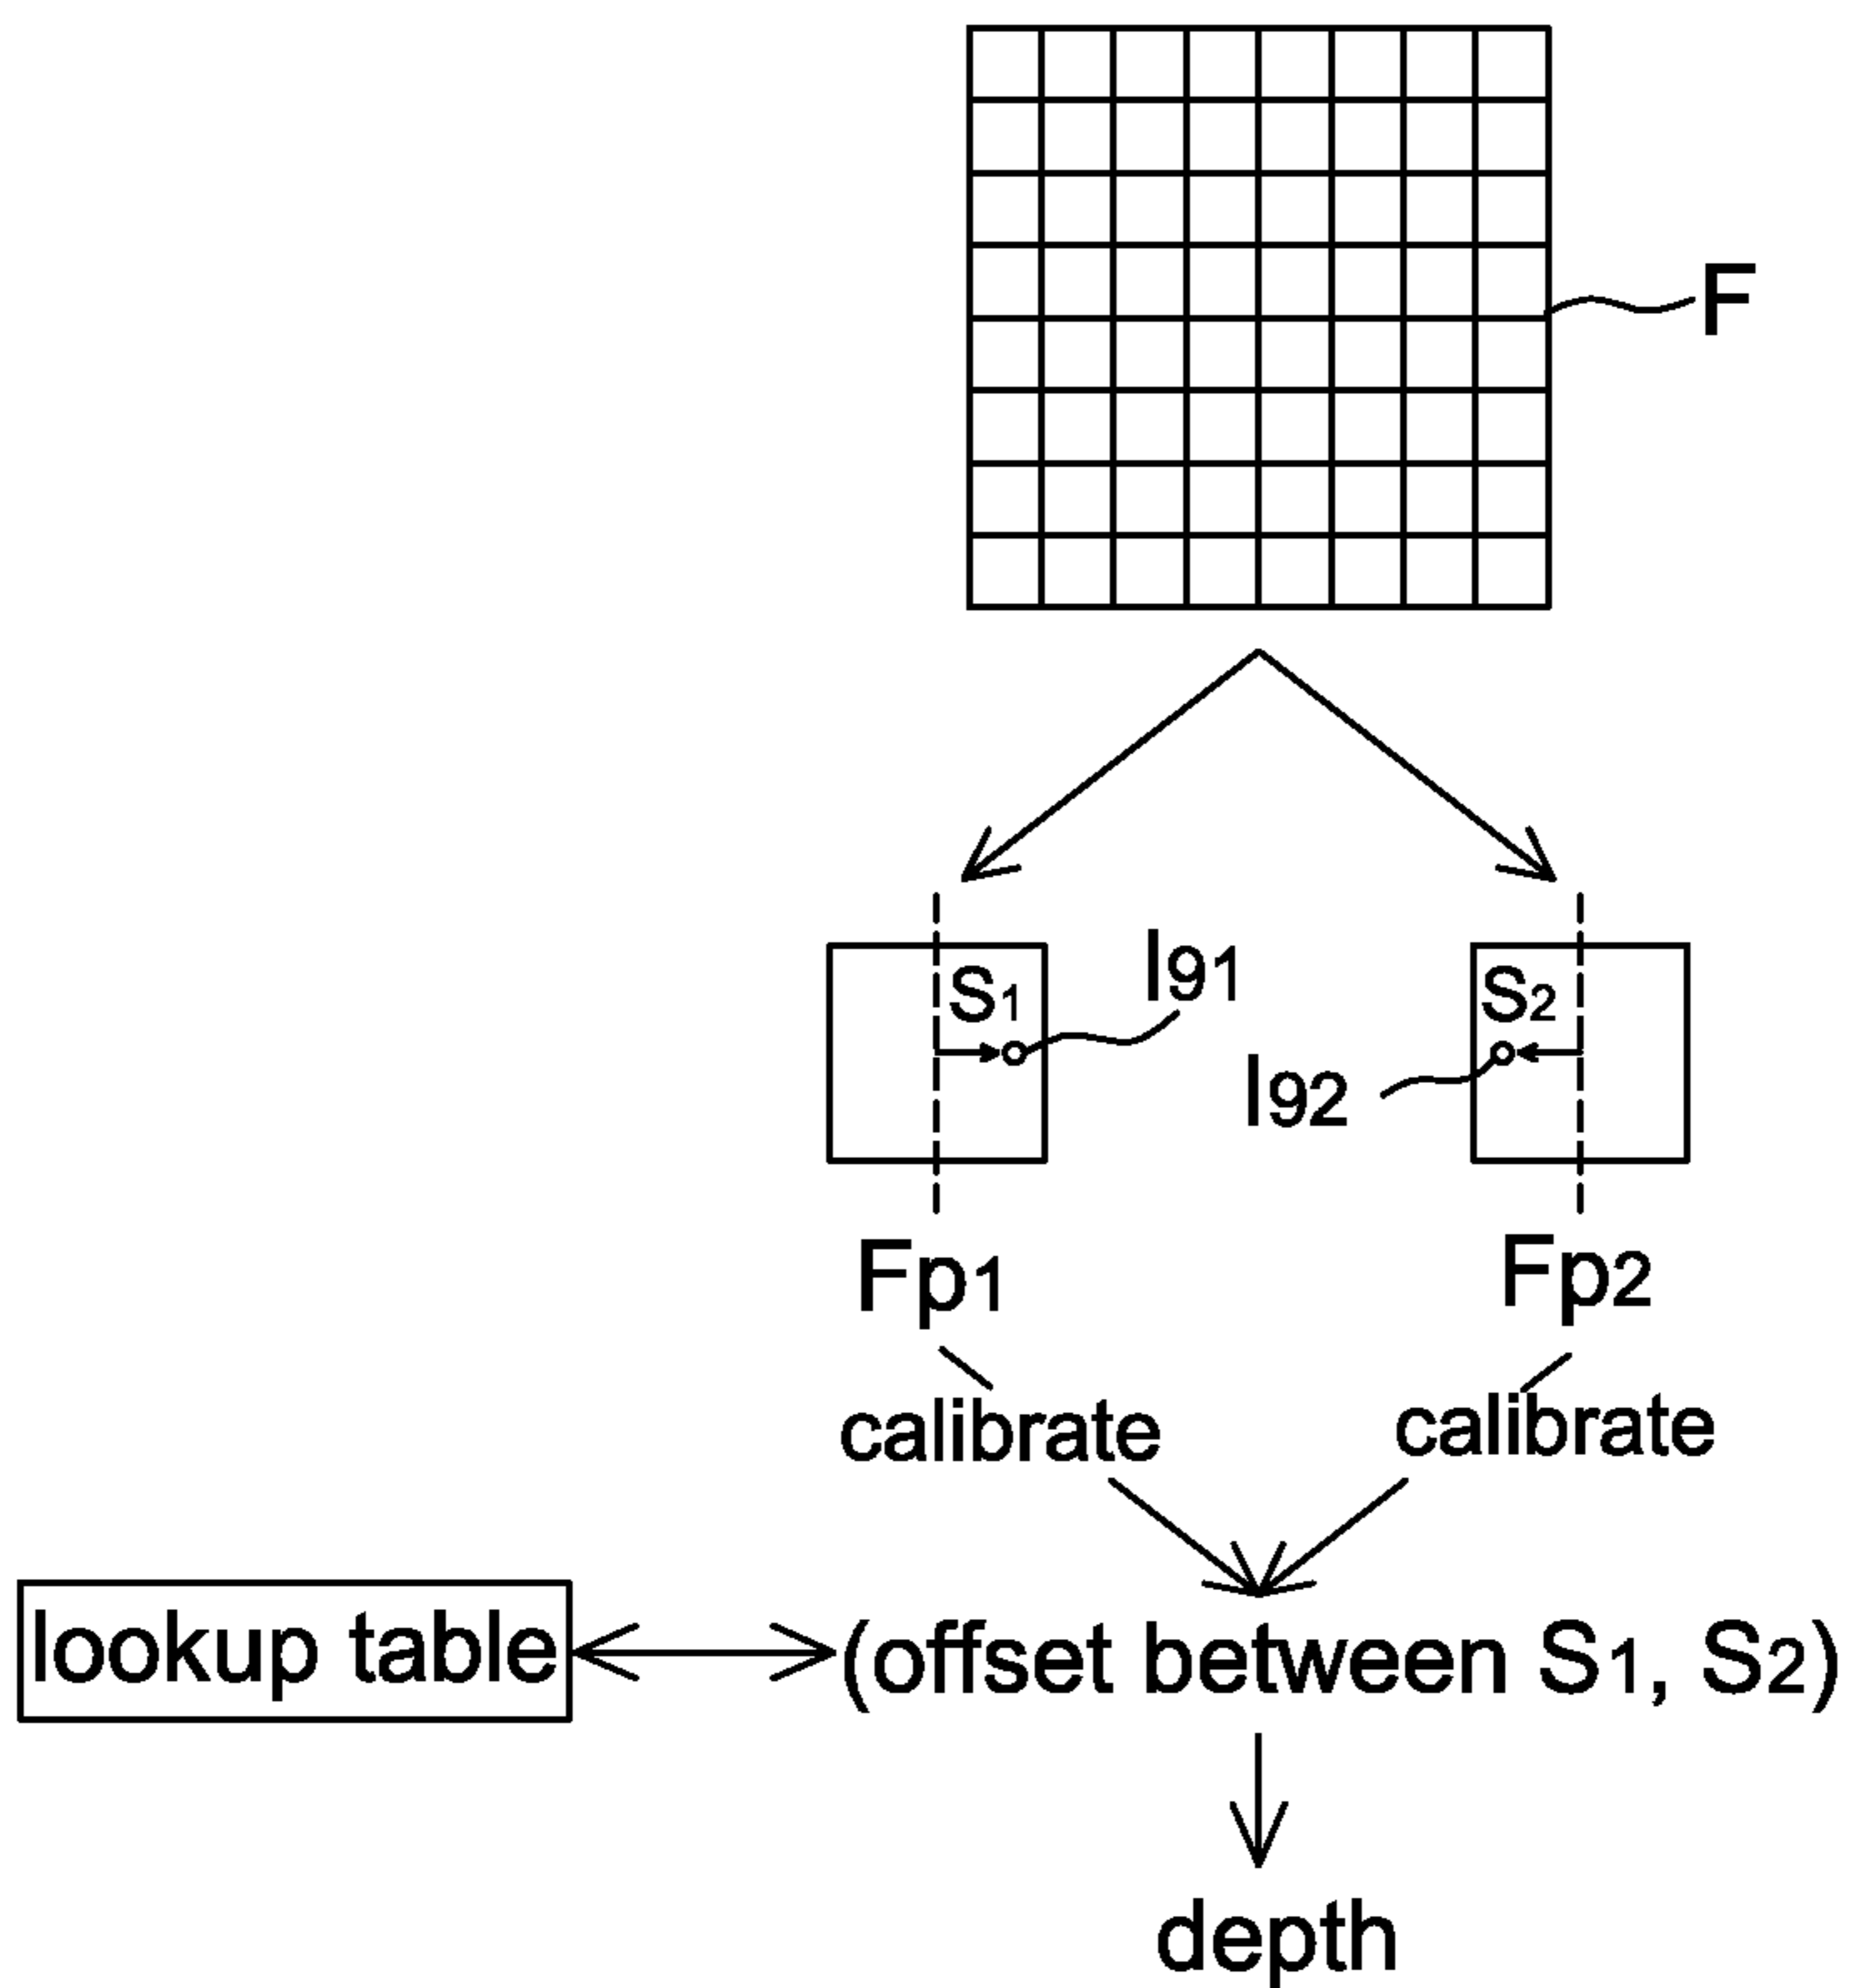 F
S1
I91
S2
I92
Fp1
Fp2
calibrate
calibrate
lookup table
(offset between S1, S2)
depth